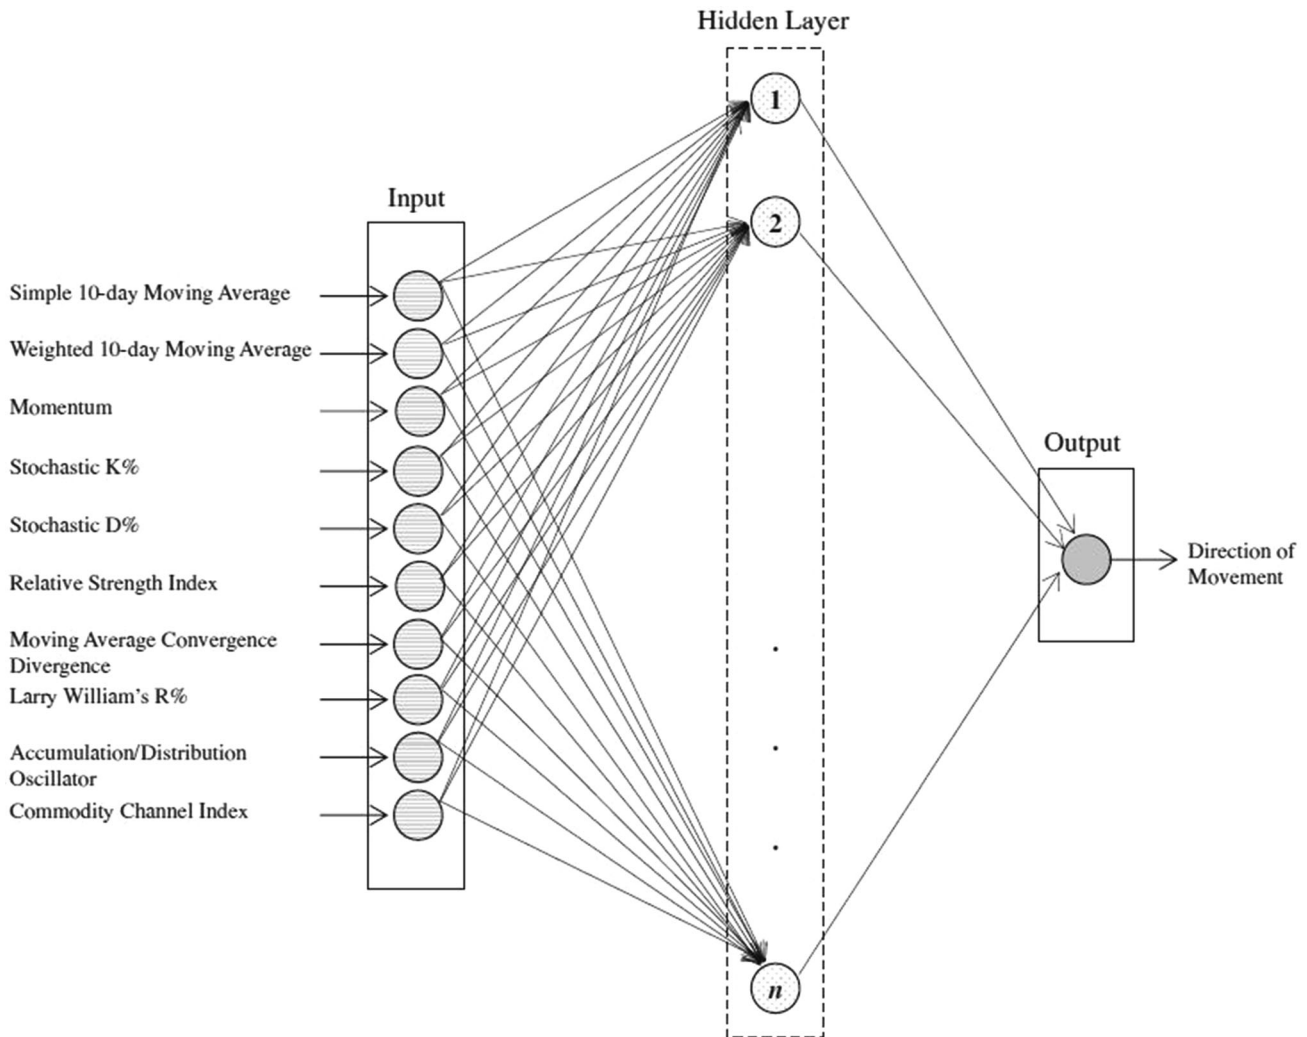 Hidden Layer
1
Input
2
Simple 10-day Moving Average
Weighted 10-day Moving Average
Momentum
Stochastic K%
Output
Stochastic D%
Direction of
Movement
Relative Strength Index
Moving Average Convergence
Divergence
Larry William's R%
Accumulation/Distribution
Oscillator
Commodity Channel Index
n